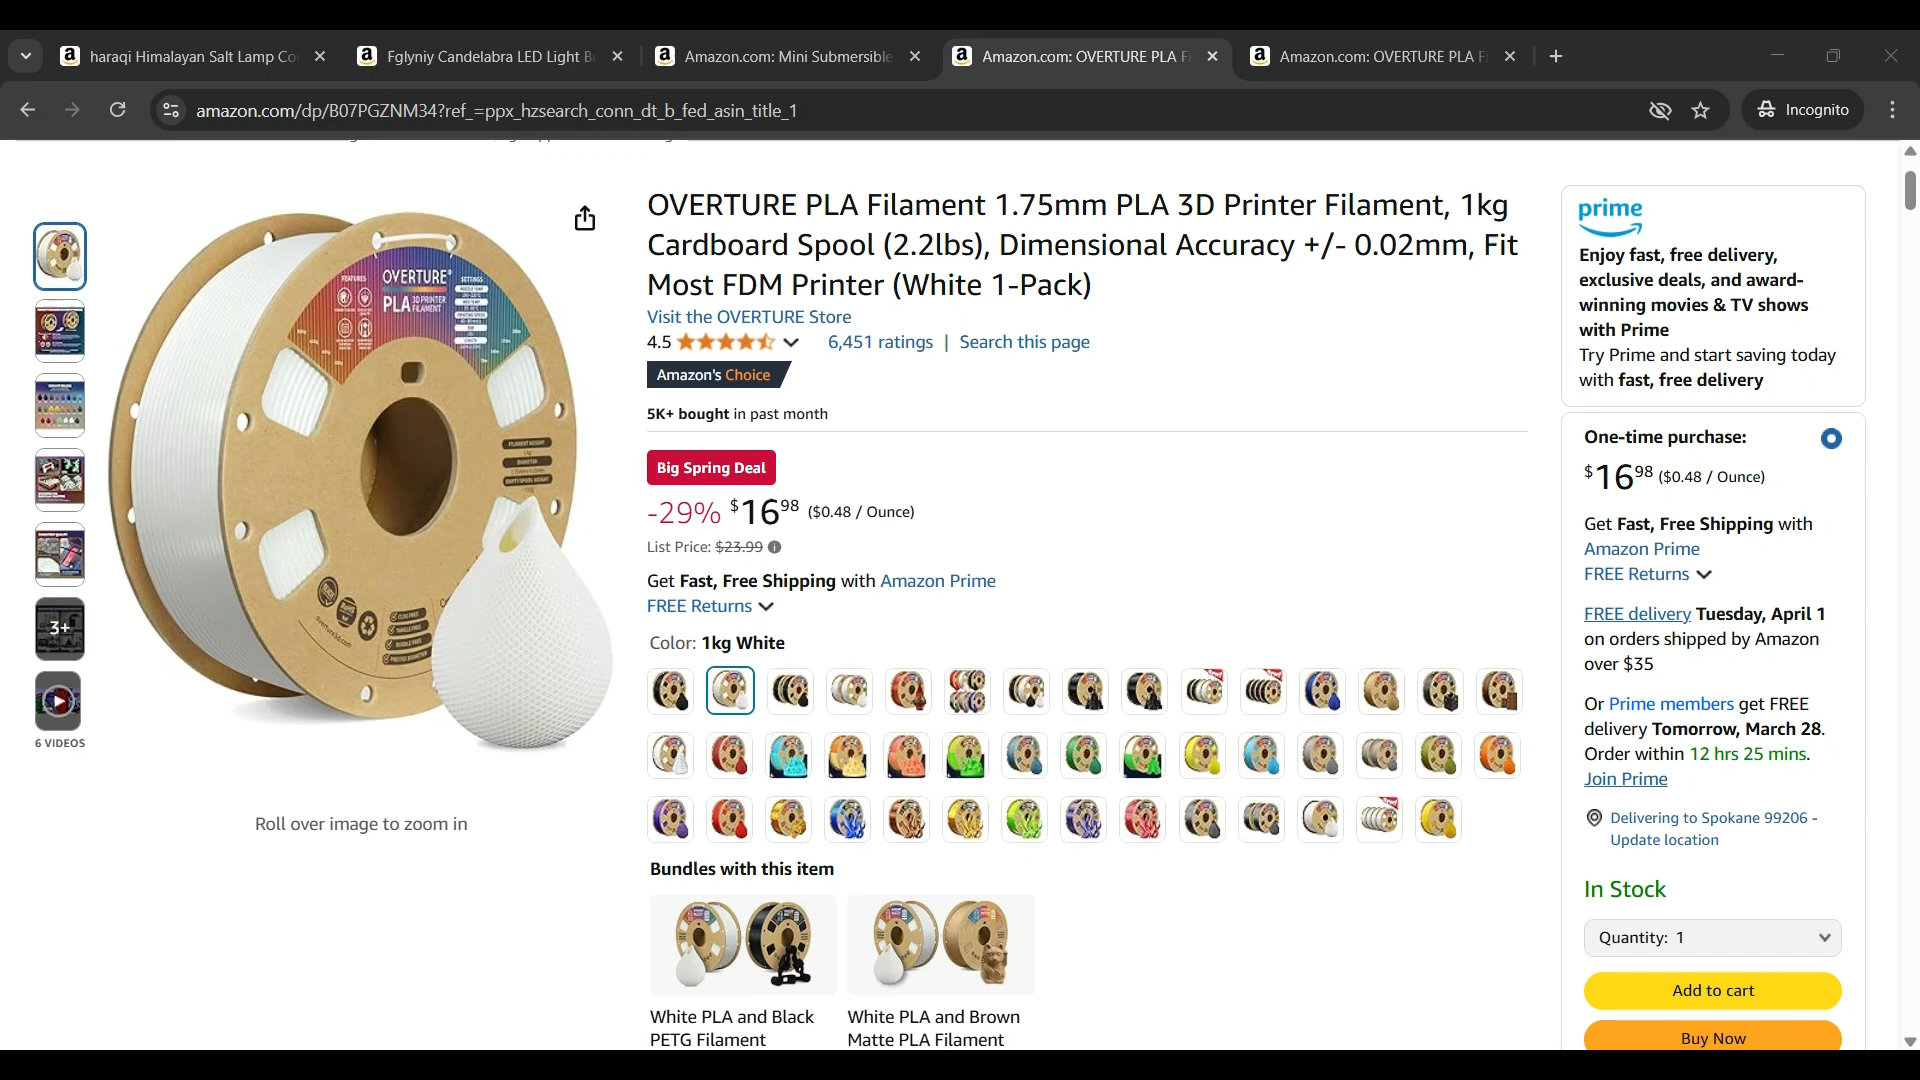 haraqi Himalayan Salt Lamp Co
Fglyniy Candelabra LED Light B
Amazon.com: Mini Submersible
Amazon.com: OVERTURE PLA Fi
Amazon.com: OVERTURE PLA Fi
amazon.com/dp/B07PGZNM34?ref_=ppx_hzsearch_conn_dt_b_fed_asin_title_1
Incognito
OVERTURE PLA Filament 1.75mm PLA 3D Printer Filament, 1kg
Cardboard Spool (2.2lbs), Dimensional Accuracy +/- 0.02mm, Fit
Most FDM Printer (White 1-Pack)
Visit the OVERTURE Store
4.5
6,451 ratings | Search this page
Amazon's Choice
5K+ bought in past month
Big Spring Deal
-29% $16 98 ($0.48 / Ounce)
List Price: $23.99
Get Fast, Free Shipping with Amazon Prime
FREE Returns
Color: 1kg White
Bundles with this item
White PLA and Black
PETG Filament
White PLA and Brown
Matte PLA Filament
FEATURES
OVERTURE
PLA 3D PRINTER
FILAMENT
SETTINGS
3+
6 VIDEOS
Roll over image to zoom in
prime
Enjoy fast, free delivery,
exclusive deals, and award-
winning movies & TV shows
with Prime
Try Prime and start saving today
with fast, free delivery
One-time purchase:
$16 98 ($0.48 / Ounce)
Get Fast, Free Shipping with
Amazon Prime
FREE Returns
FREE delivery Tuesday, April 1
on orders shipped by Amazon
over $35
Or Prime members get FREE
delivery Tomorrow, March 28.
Order within 12 hrs 25 mins.
Join Prime
Delivering to Spokane 99206 -
Update location
In Stock
Quantity: 1
Add to cart
Buy Now